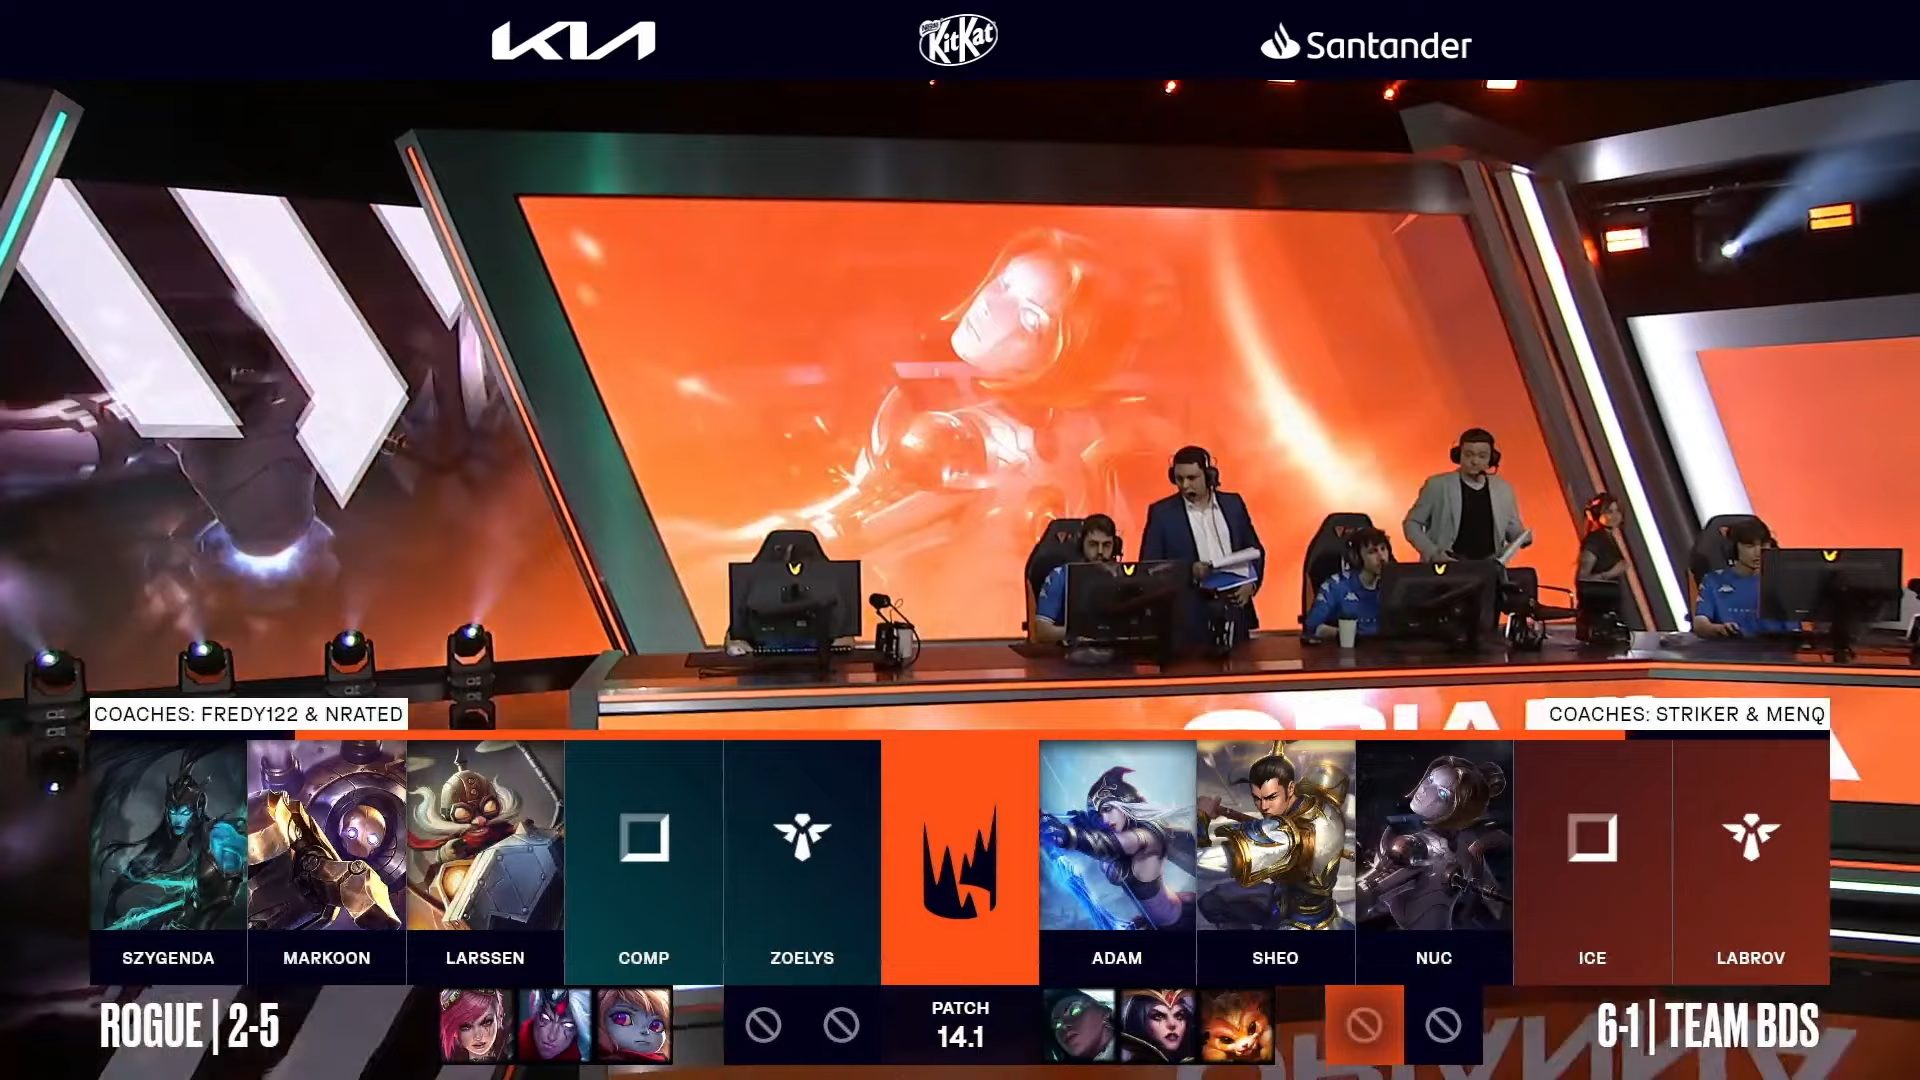 KIA
NESTLE KitKat
Santander
COACHES: FREDY122 & NRATED
COACHES: STRIKER & MENQ
SZYGENDA
MARKOON
LARSSEN
COMP
ZOELYS
ADAM
SHEO
NUC
ICE
LABROV
ROGUE | 2-5
PATCH
14.1
6-1 | TEAM BDS